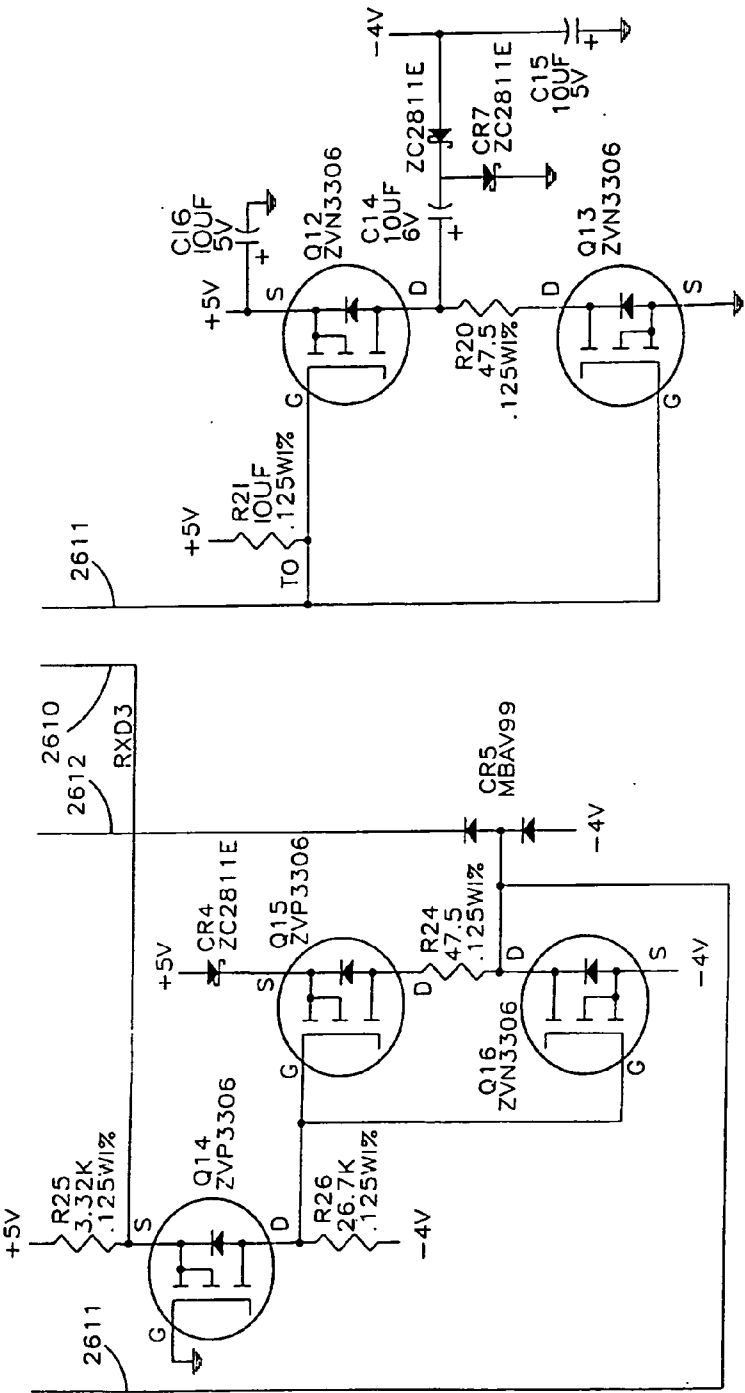 2611
+5V
R25
3.32K
.125W1%
S
G
Q14
ZVP3306
D
R26
26.7K
.125W1%
-4V
2610
2612
RXD3
+5V
CR4
ZC2811E
S
Q15
ZVP3306
G
D
R24
47.5
.125W1%
D
CR5
MBAV99
-4V
Q16
ZVN3306
G
S
-4V
2611
+5V
R21
10UF
.125W1%
TO
+5V
C16
10UF
5V
+
S
Q12
ZVN3306
G
D
C14
10UF
6V
+
ZC2811E
CR7
ZC2811E
-4V
C15
10UF
5V
+
R20
47.5
.125W1%
D
Q13
ZVN3306
G
S